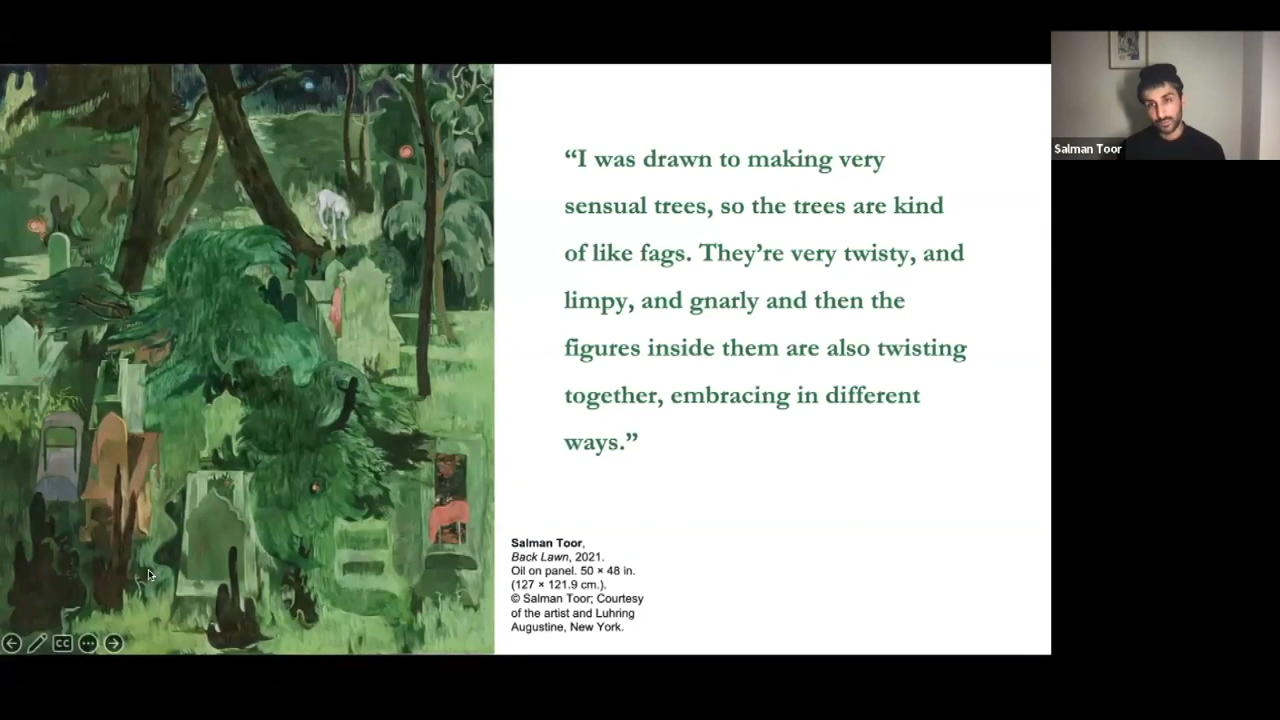 “I was drawn to making very
sensual trees, so the trees are kind
of like fags. They’re very twisty, and
limpy, and gnarly and then the
figures inside them are also twisting
together, embracing in different
ways.”
Salman Toor,
Back Lawn, 2021.
Oil on panel. 50 × 48 in.
(127 × 121.9 cm.).
© Salman Toor; Courtesy
of the artist and Luhring
Augustine, New York.
Salman Toor
CC